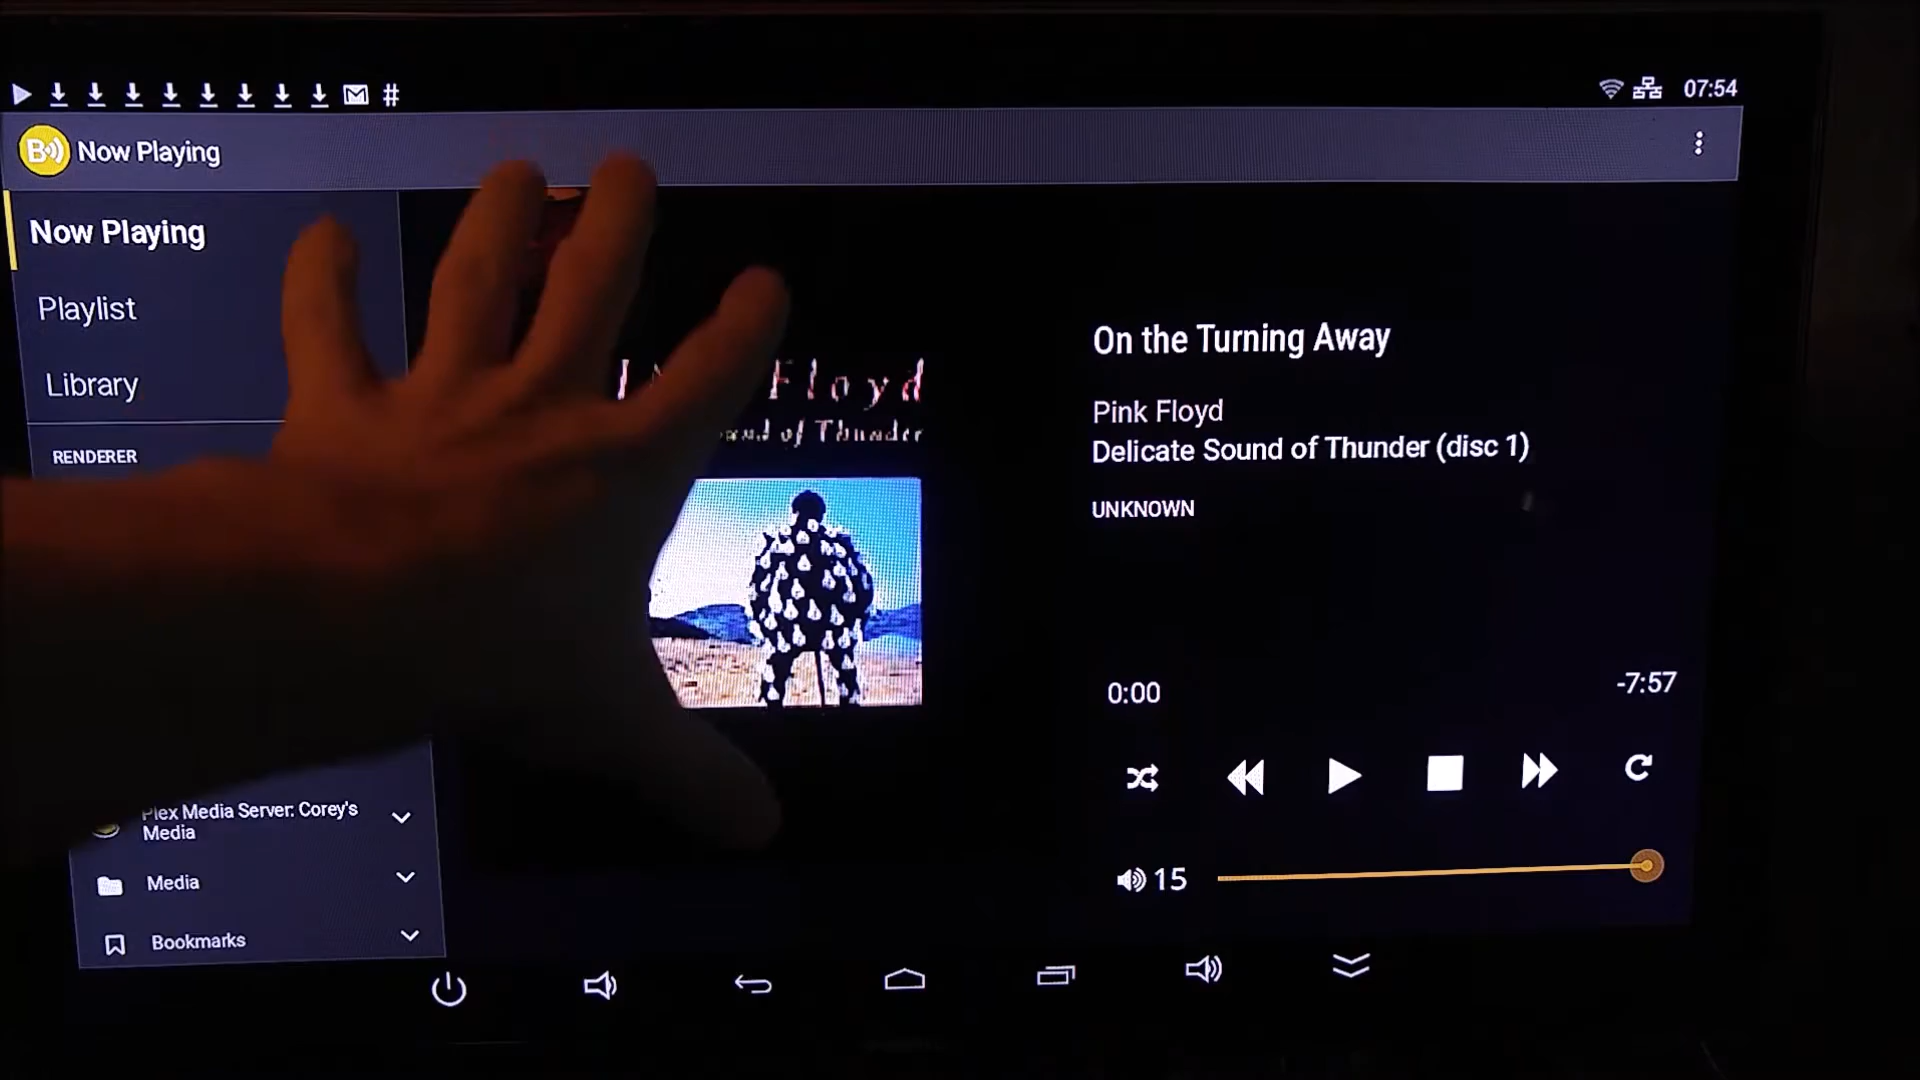 # 07:54
B Now Playing
Now Playing
Playlist
Library
RENDERER
Plex Media Server: Corey's
Media
Media
Bookmarks
Floyd
Sound of Thunder
On the Turning Away
Pink Floyd
Delicate Sound of Thunder (disc 1)
UNKNOWN
0:00 -7:57
15